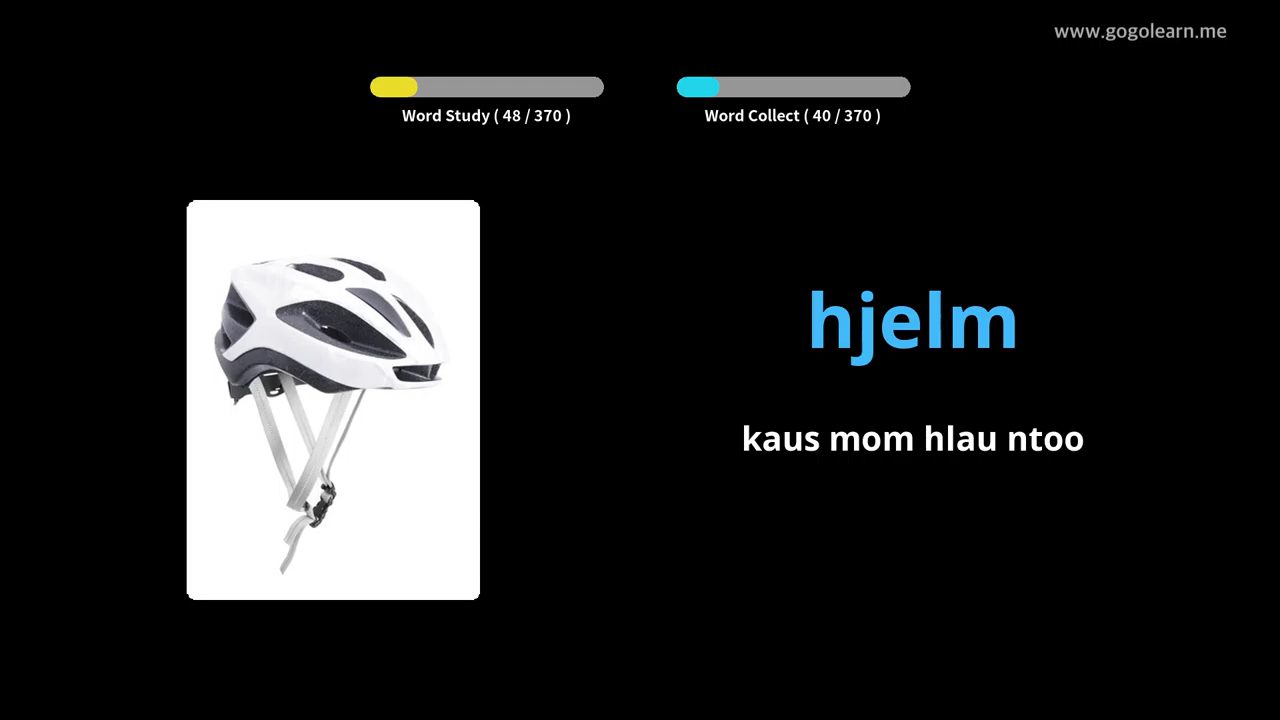 www.gogolearn.me
Word Study ( 48 / 370 )
Word Collect ( 40 / 370 )
hjelm
kaus mom hlau ntoo